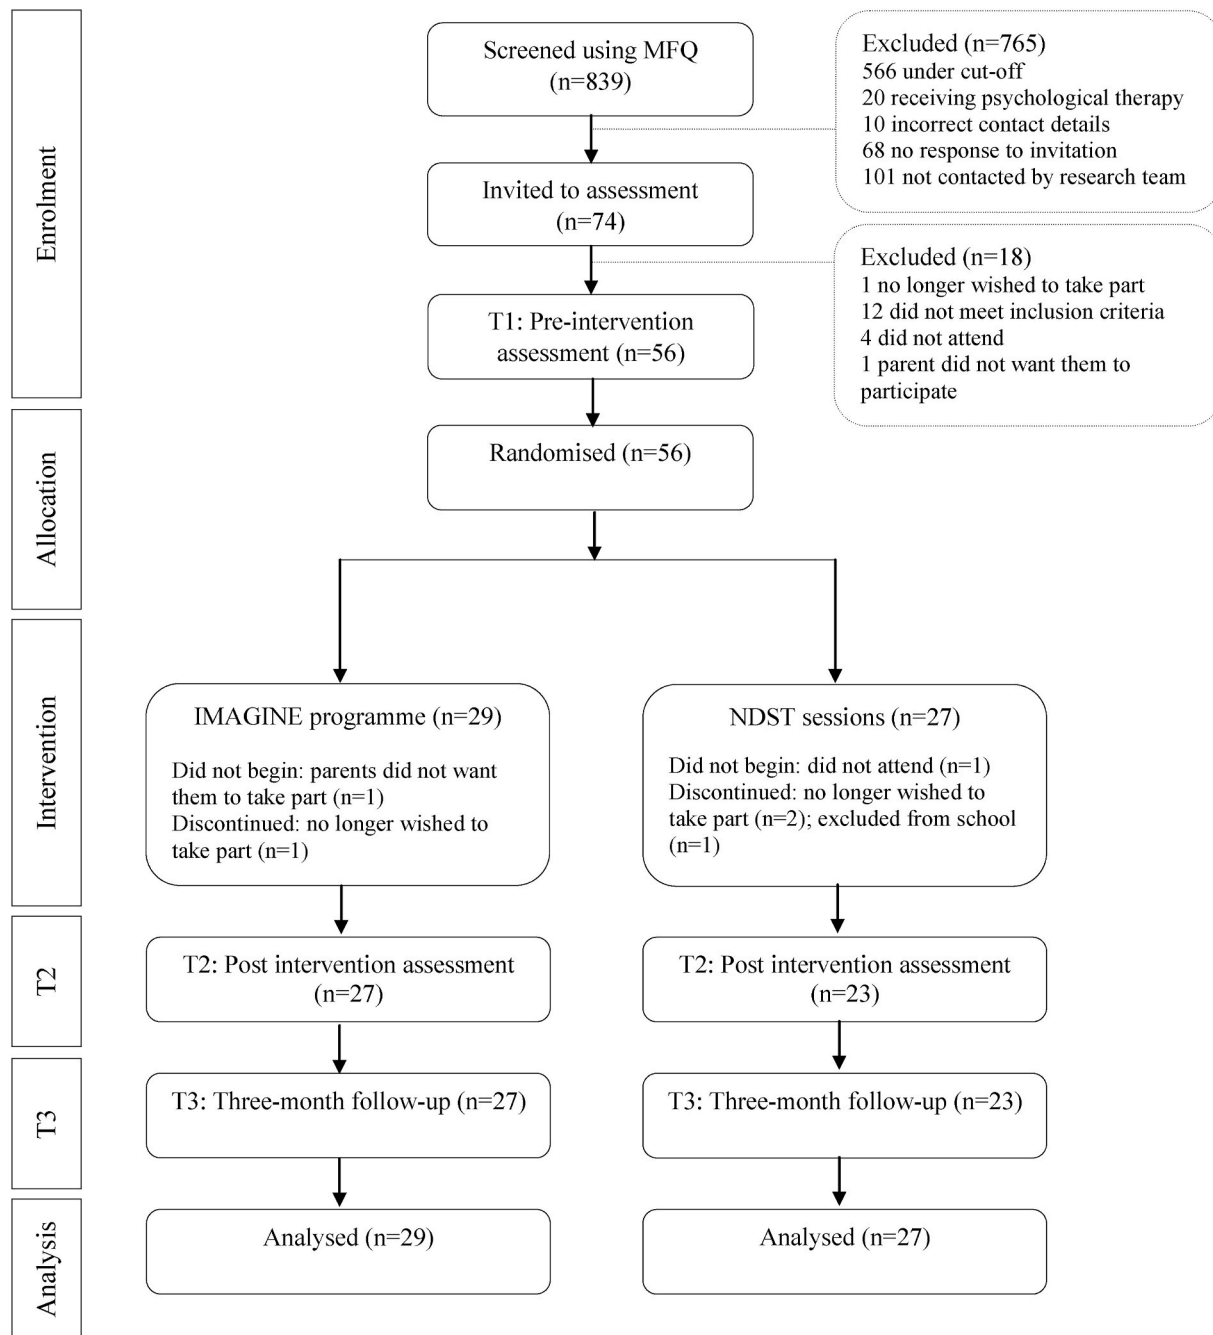 Enrolment
Screened using MFQ
(n=839)
Excluded (n=765)
566 under cut-off
20 receiving psychological therapy
10 incorrect contact details
68 no response to invitation
101 not contacted by research team
Invited to assessment
(n=74)
Excluded (n=18)
1 no longer wished to take part
12 did not meet inclusion criteria
4 did not attend
1 parent did not want them to
participate
T1: Pre-intervention
assessment (n=56)
Allocation
Randomised (n=56)
Intervention
IMAGINE programme (n=29)
Did not begin: parents did not want
them to take part (n=1)
Discontinued: no longer wished to
take part (n=1)
NDST sessions (n=27)
Did not begin: did not attend (n=1)
Discontinued: no longer wished to
take part (n=2); excluded from school
(n=1)
T2
T2: Post intervention assessment
(n=27)
T2: Post intervention assessment
(n=23)
T3
T3: Three-month follow-up (n=27)
T3: Three-month follow-up (n=23)
Analysis
Analysed (n=29)
Analysed (n=27)